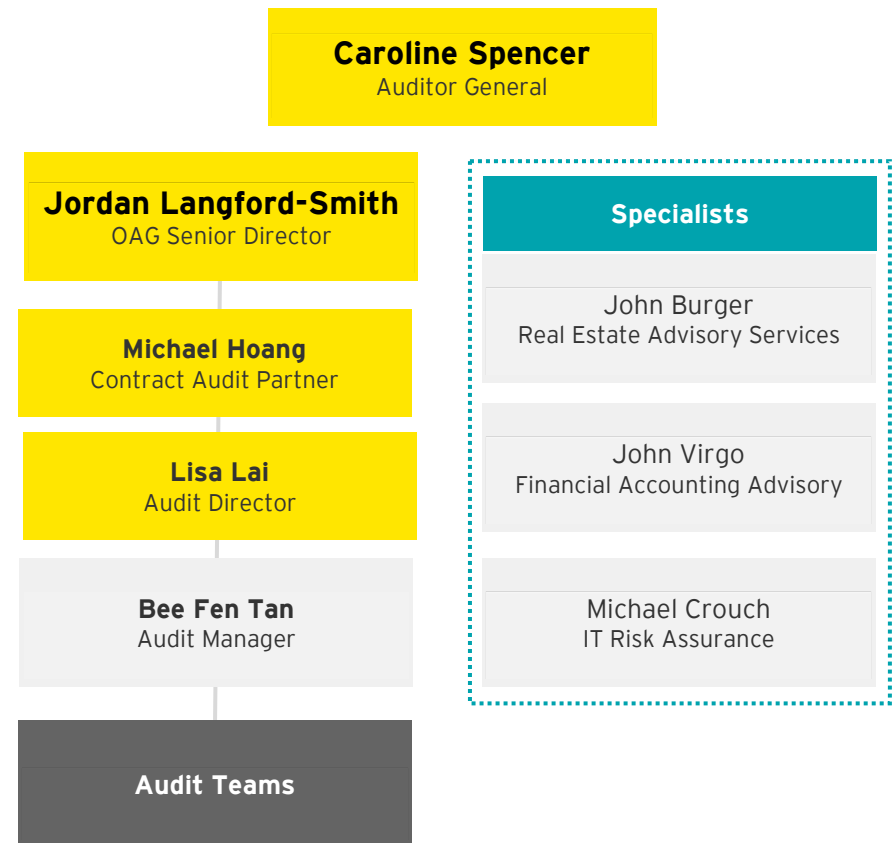 Caroline Spencer
Auditor General
Jordan Langford-Smith
OAG Senior Director
Michael Hoang
Contract Audit Partner
Lisa Lai
Audit Director
Bee Fen Tan
Audit Manager
Audit Teams
Specialists
John Burger
Real Estate Advisory Services
John Virgo
Financial Accounting Advisory
Michael Crouch
IT Risk Assurance